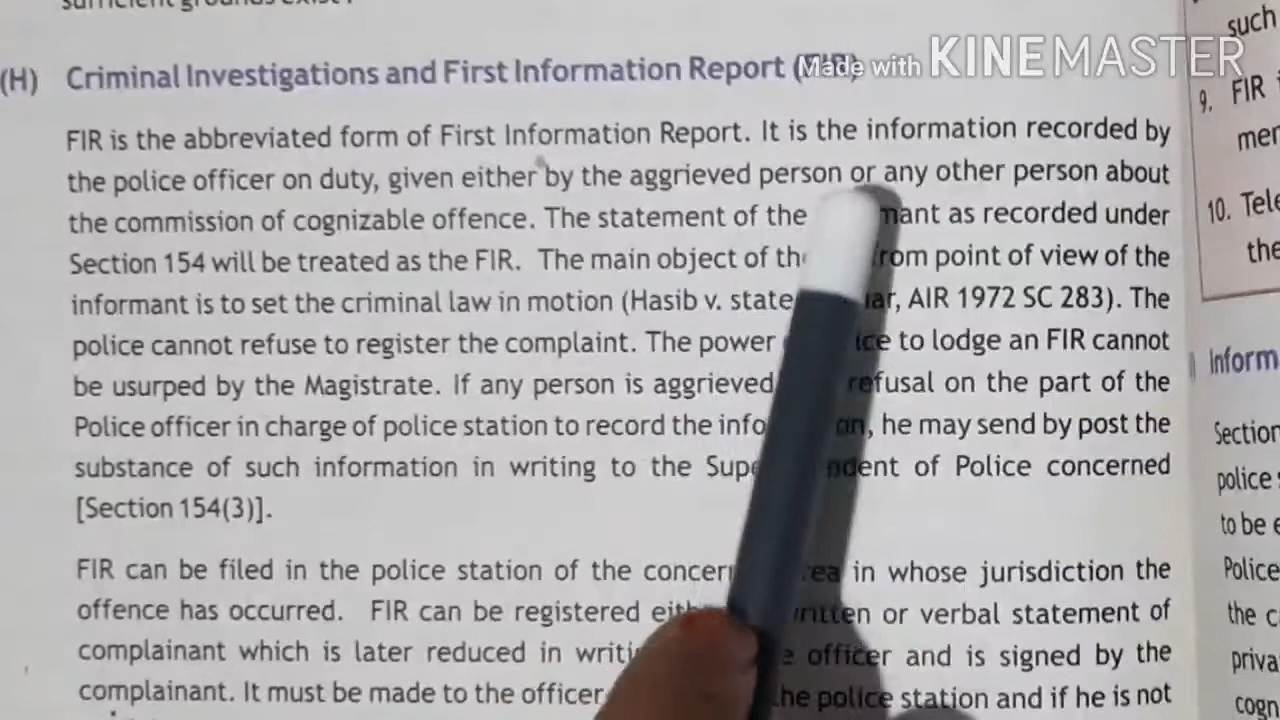 (H) Criminal Investigations and First Information Report (FIR)
Made with KINEMASTER
FIR is the abbreviated form of First Information Report. It is the information recorded by
the police officer on duty, given either by the aggrieved person or any other person about
the commission of cognizable offence. The statement of the mant as recorded under
Section 154 will be treated as the FIR. The main object of th from point of view of the
informant is to set the criminal law in motion (Hasib v. state ar, AIR 1972 SC 283). The
police cannot refuse to register the complaint. The power ice to lodge an FIR cannot
be usurped by the Magistrate. If any person is aggrieved refusal on the part of the
Police officer in charge of police station to record the info on, he may send by post the
substance of such information in writing to the Supe ndent of Police concerned
[Section 154(3)].
FIR can be filed in the police station of the concer rea in whose jurisdiction the
offence has occurred. FIR can be registered eith written or verbal statement of
complainant which is later reduced in writi e officer and is signed by the
complainant. It must be made to the officer the police station and if he is not
such
9. FIR
mer
10. Tele
the
Inform
Section
police
to be e
Police
the c
priva
cogn